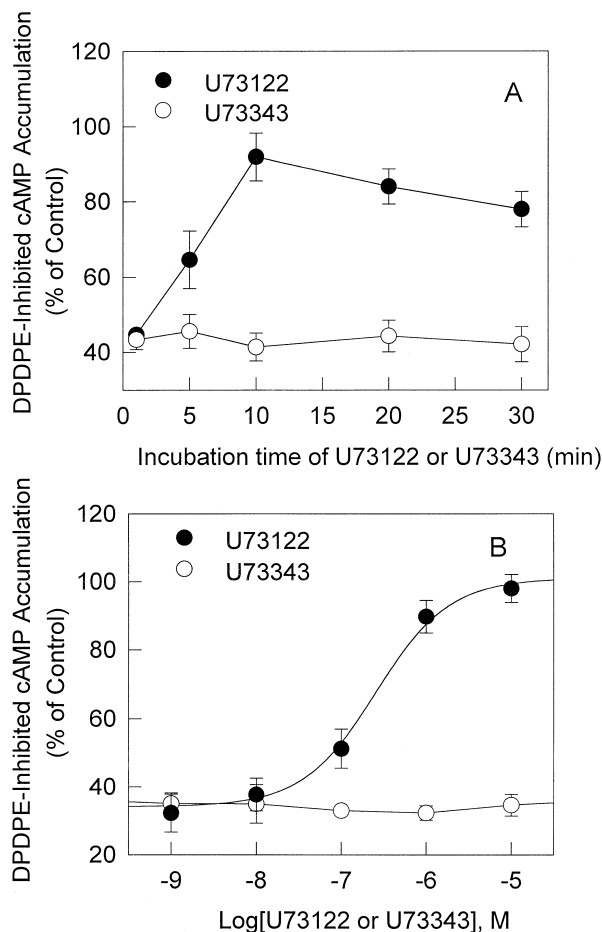 DPDPE-Inhibited cAMP Accumulation
(% of Control)
120
100
80
60
40
U73122
U73343
A
0 5 10 15 20 25 30
Incubation time of U73122 or U73343 (min)
DPDPE-Inhibited cAMP Accumulation
(% of Control)
120
100
80
60
40
20
U73122
U73343
B
-9 -8 -7 -6 -5
Log[U73122 or U73343], M